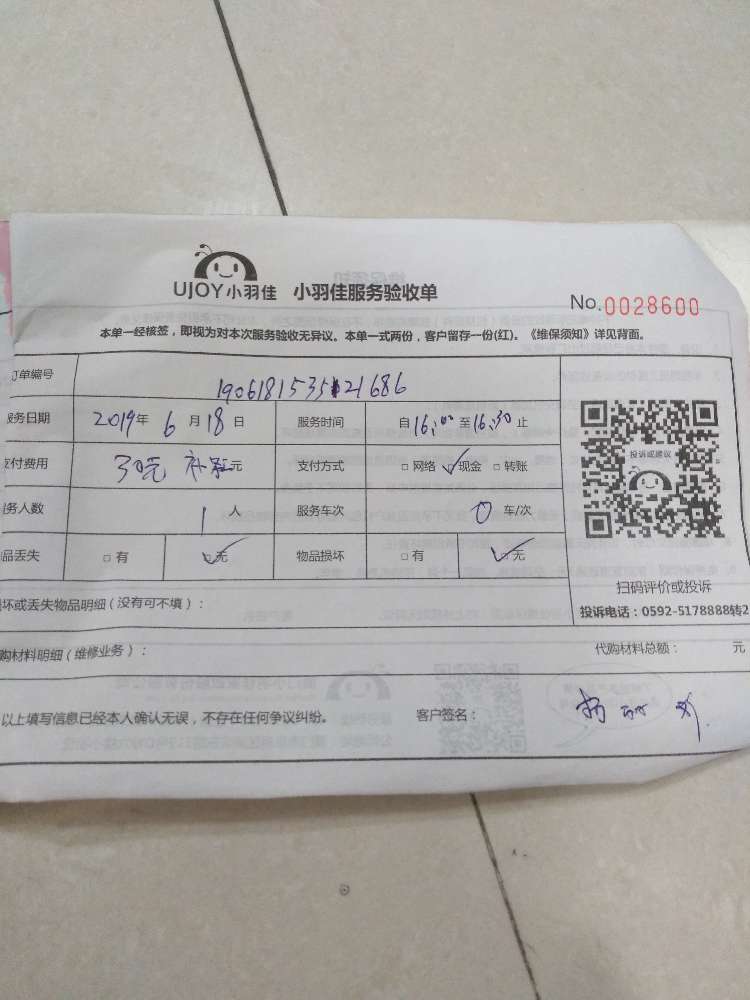 UJOY小羽佳 小羽佳服务验收单
No.0028600
本单一经核签，即视为对本次服务验收无异议。本单一式两份，客户留存一份(红)。《维保须知》详见背面。
订单编号 190618153521686
服务日期 2019年 6月18日 服务时间 自16:00至16:30止
支付费用 30元 元 支付方式 □网络 ☑现金 □转账
务人数 1人 服务车次 0车/次
品丢失 □有 ☑无 物品损坏 □有 ☑无
投诉或建议
扫码评价或投诉
投诉电话：0592-5178888转2
坏或丢失物品明细（没有可不填）：
购材料明细（维修业务）： 代购材料总额： 元
以上填写信息已经本人确认无误，不存在任何争议纠纷。 客户签名：